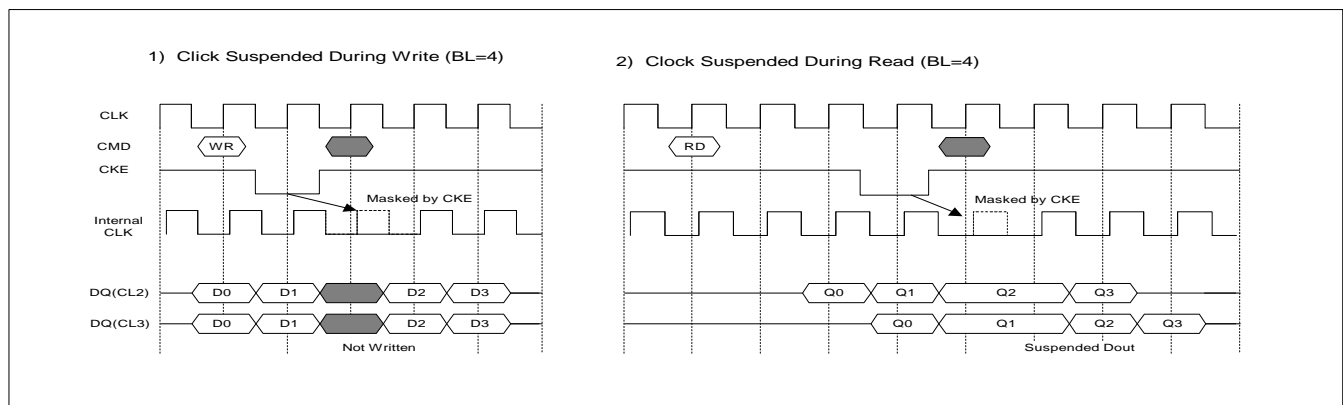 1) Click Suspended During Write (BL=4)
2) Clock Suspended During Read (BL=4)
CLK
CMD
WR
RD
CKE
Masked by CKE
Masked by CKE
Internal
CLK
DQ(CL2)
D0 D1 D2 D3
Q0 Q1 Q2 Q3
DQ(CL3)
D0 D1 D2 D3
Q0 Q1 Q2 Q3
Not Written
Suspended Dout